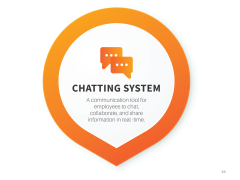 CHATTING SYSTEM
A communication tool for
employees to chat,
collaborate, and share
information in real-time.